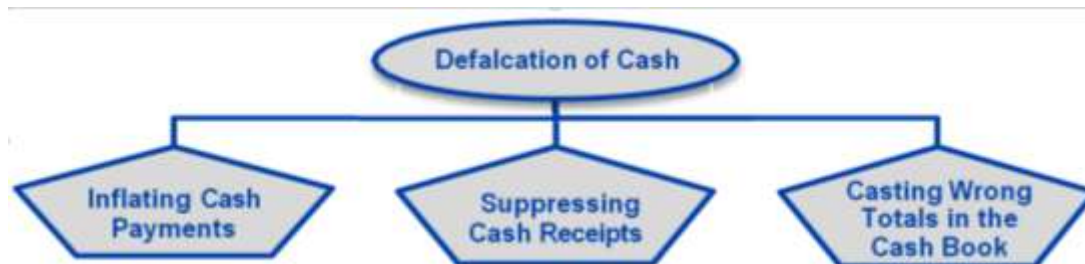 Defalcation of Cash
Inflating Cash
Payments
Suppressing
Cash Receipts
Casting Wrong
Totals in the
Cash Book